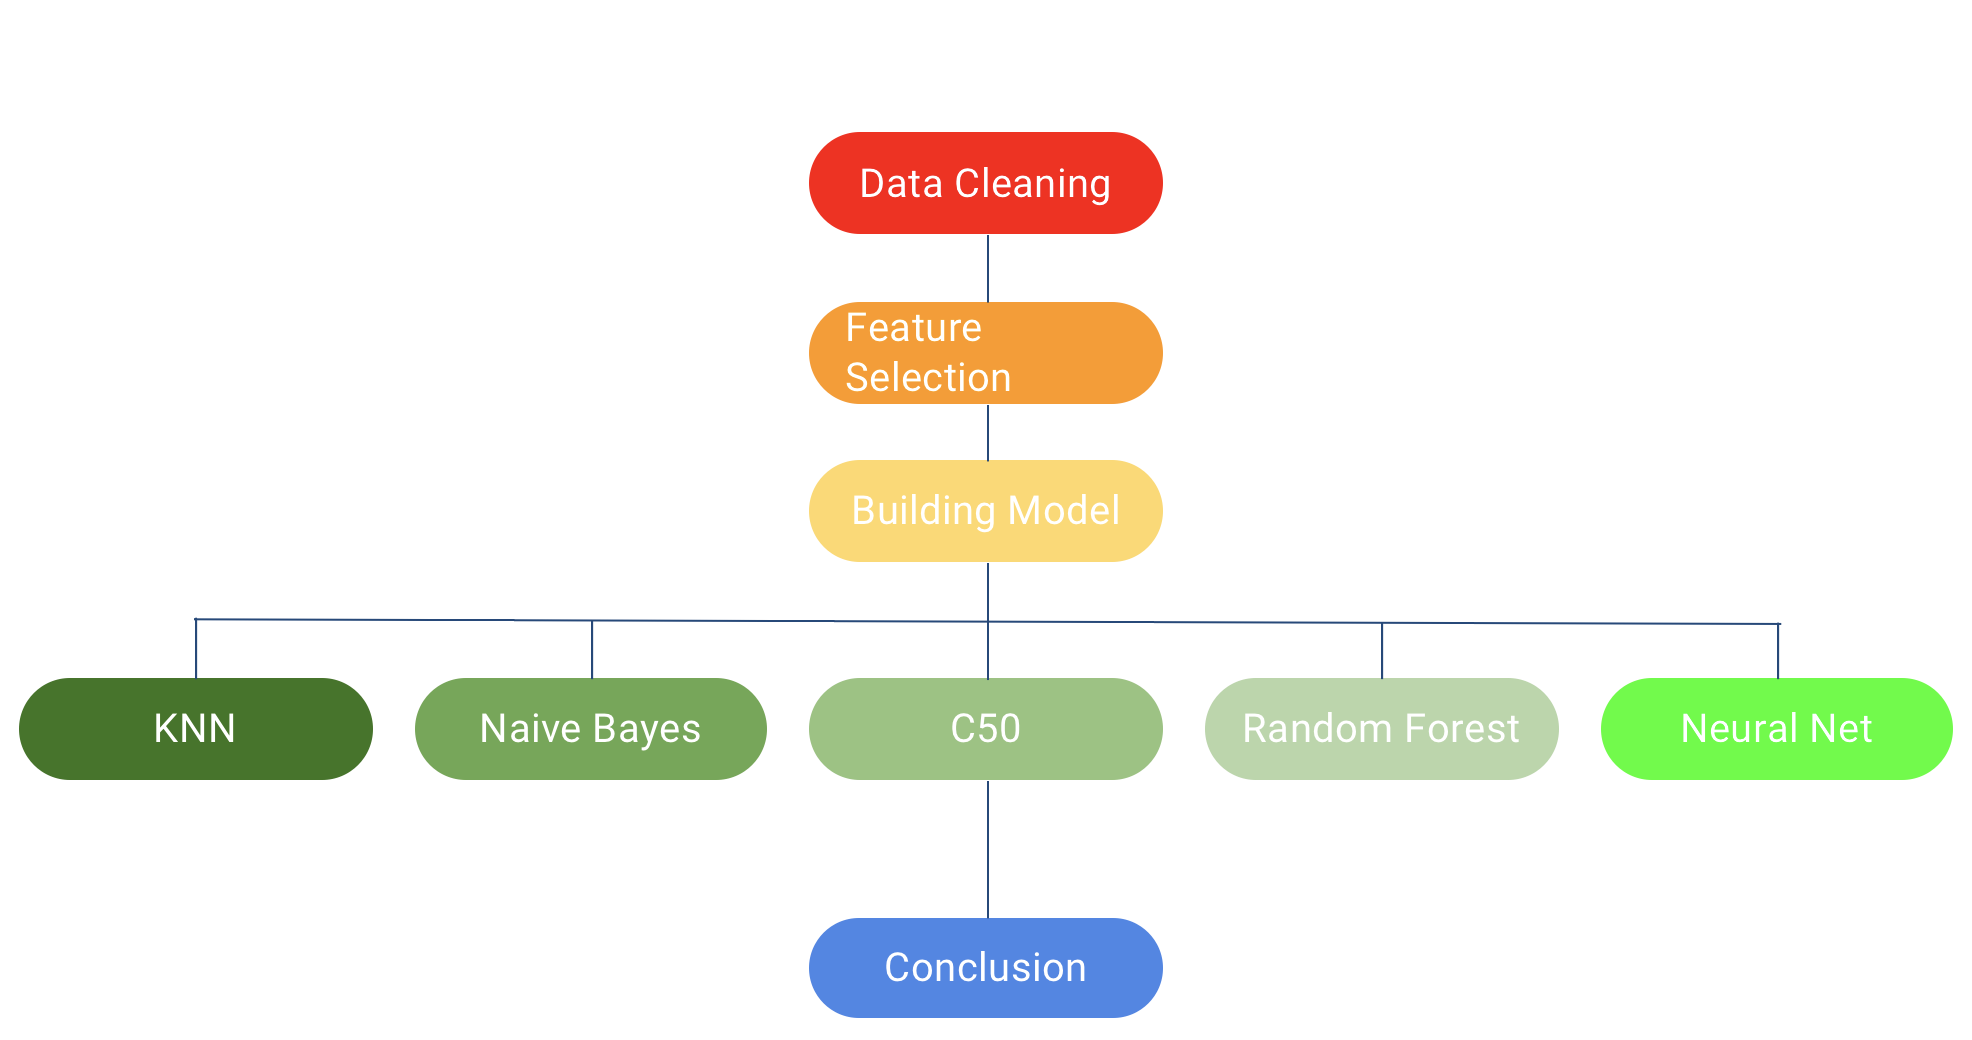 Data Cleaning
Feature
Selection
Building Model
KNN
Naive Bayes
C50
Random Forest
Neural Net
Conclusion